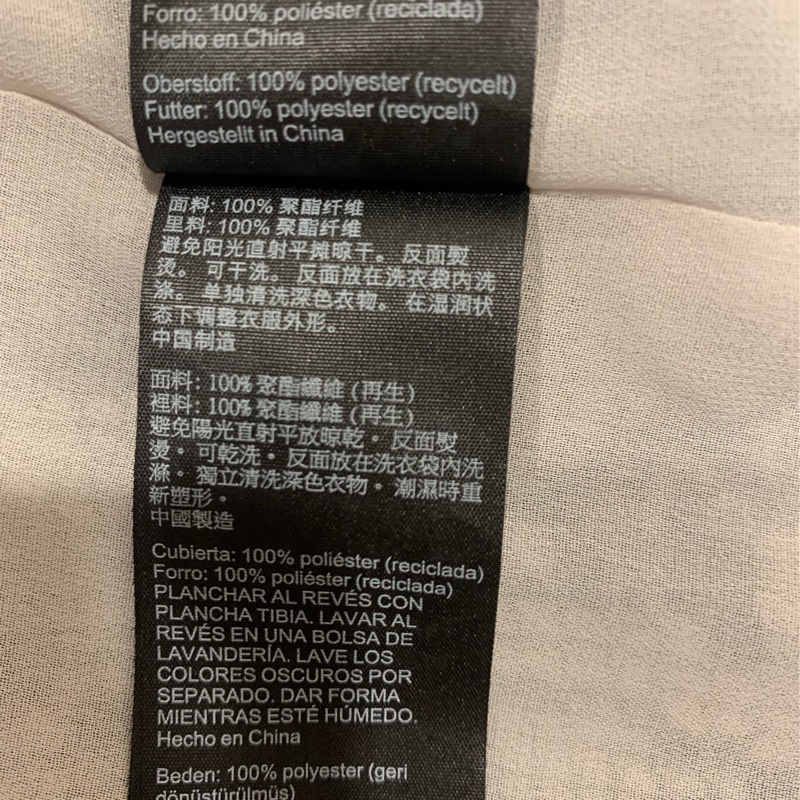 Forro: 100% poliéster (reciclada)
Hecho en China
Oberstoff: 100% polyester (recycelt)
Futter: 100% polyester (recycelt)
Hergestellt in China
面料: 100% 聚酯纤维
里料: 100% 聚酯纤维
避免阳光直射平摊晾干。 反面熨
烫。 可干洗。 反面放在洗衣袋内洗
涤。 单独清洗深色衣物。 在湿润状
态下调整衣服外形。
中国制造
面料: 100% 聚酯纖維 (再生)
裡料: 100% 聚酯纖維 (再生)
避免陽光直射平放晾乾。 反面熨
燙。 可乾洗。 反面放在洗衣袋內洗
滌。 獨立清洗深色衣物。 潮濕時重
新塑形。
中國製造
Cubierta: 100% poliéster (reciclada)
Forro: 100% poliéster (reciclada)
PLANCHAR AL REVÉS CON
PLANCHA TIBIA. LAVAR AL
REVÉS EN UNA BOLSA DE
LAVANDERÍA. LAVE LOS
COLORES OSCUROS POR
SEPARADO. DAR FORMA
MIENTRAS ESTÉ HÚMEDO.
Hecho en China
Beden: 100% polyester (geri
dönüştürülmüş)